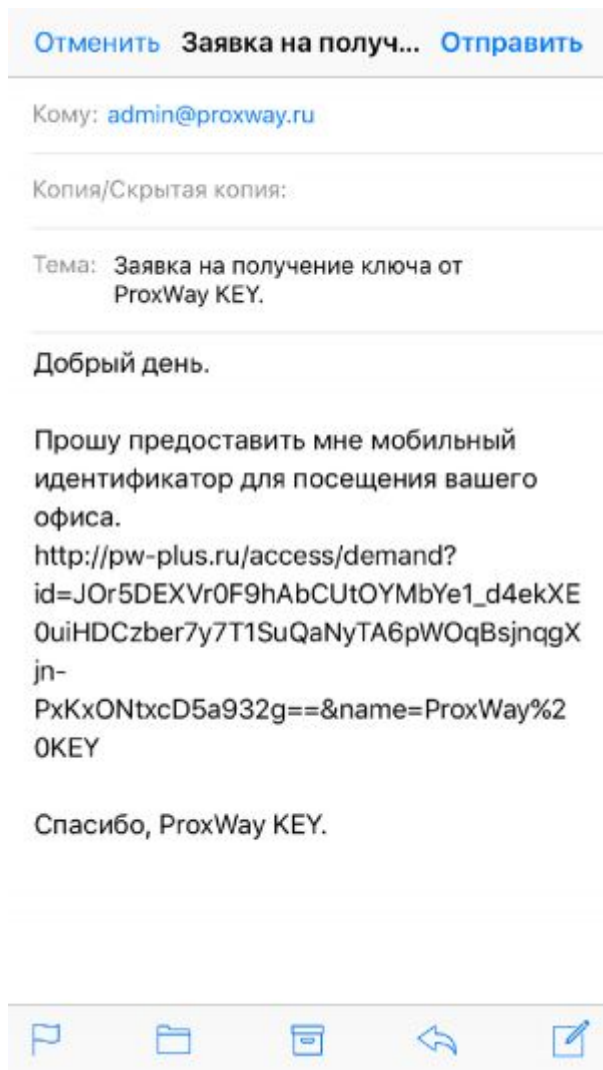 Отменить Заявка на получ... Отправить
Кому: admin@proxway.ru
Копия/Скрытая копия:
Тема: Заявка на получение ключа от
ProxWay KEY.
Добрый день.
Прошу предоставить мне мобильный
идентификатор для посещения вашего
офиса.
http://pw-plus.ru/access/demand?
id=JOr5DEXVr0F9hAbCUtOYMbYe1_d4ekXE
0uiHDCzber7y7T1SuQaNyTA6pWOqBsjnqgX
jn-
PxKxONtxcD5a932g==&name=ProxWay%2
0KEY
Спасибо, ProxWay KEY.